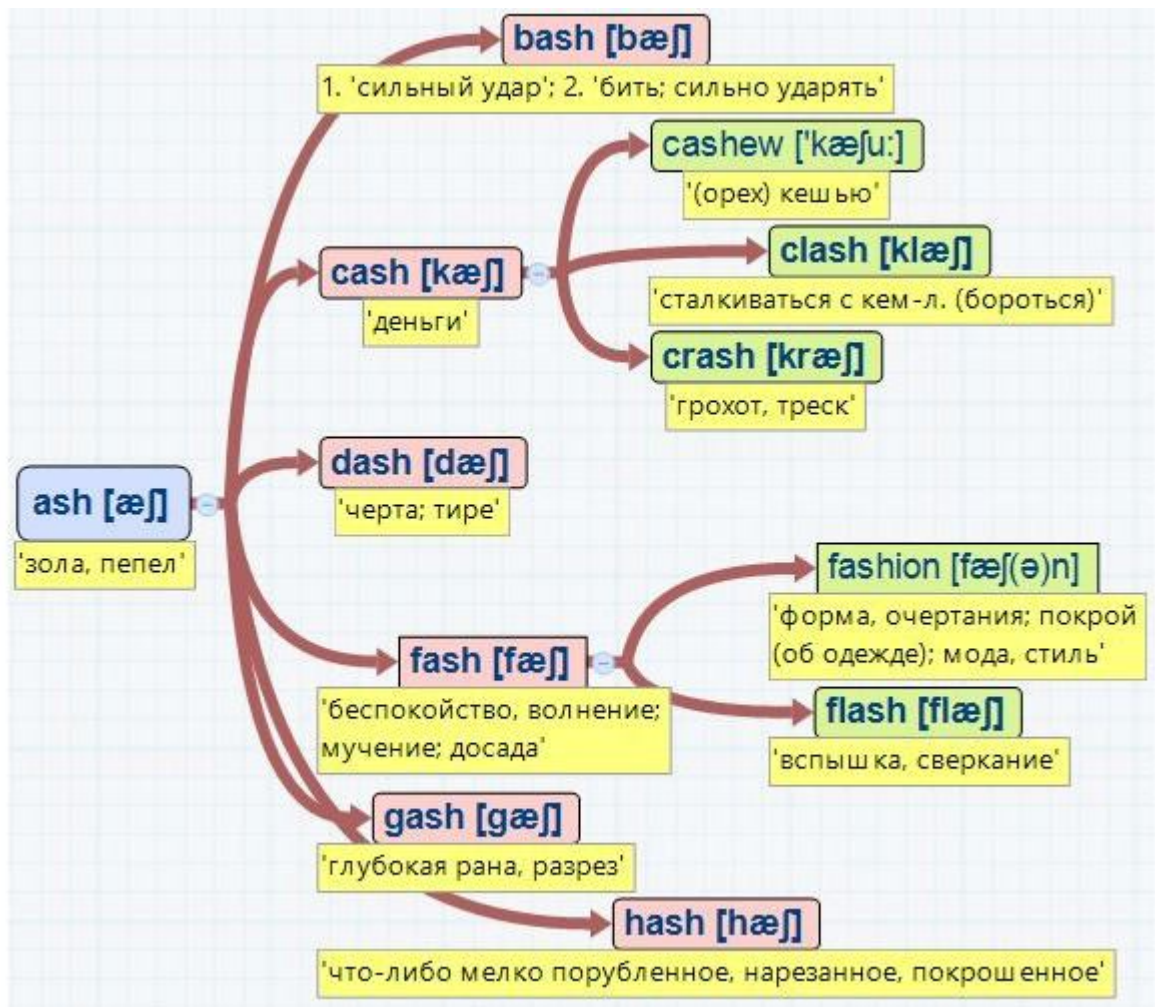 bash [bæʃ]
1. 'сильный удар'; 2. 'бить; сильно ударять'
cashew ['kæʃu:]
'(орех) кешью'
clash [klæʃ]
'сталкиваться с кем-л. (бороться)'
cash [kæʃ]
'деньги'
crash [kræʃ]
'грохот, треск'
dash [dæʃ]
'черта; тире'
ash [æʃ]
'зола, пепел'
fashion [fæʃ(ə)n]
'форма, очертания; покрой
(об одежде); мода, стиль'
fash [fæʃ]
'беспокойство, волнение;
мучение; досада'
flash [flæʃ]
'вспышка, сверкание'
gash [gæʃ]
'глубокая рана, разрез'
hash [hæʃ]
'что-либо мелко порубленное, нарезанное, покрошенное'